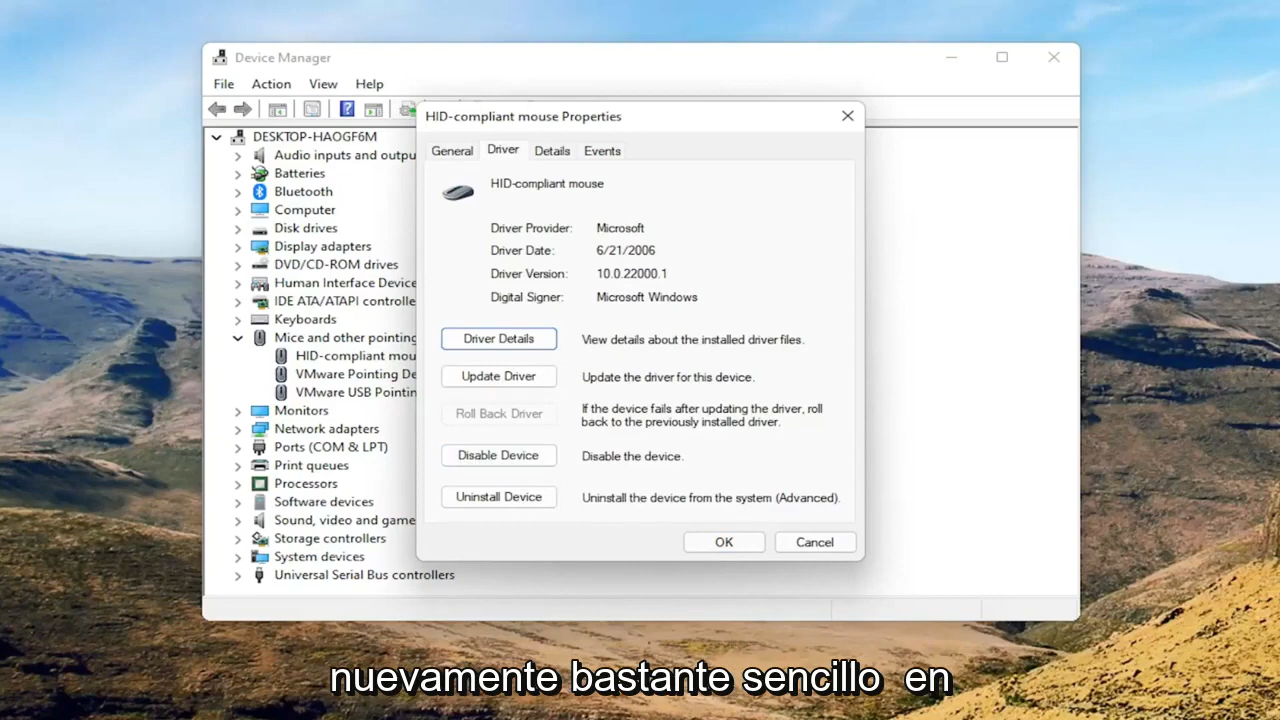 Device Manager
File Action View Help
HID-compliant mouse Properties
DESKTOP-HAOGF6M
Audio inputs and outpu
Batteries
Bluetooth
Computer
Disk drives
Display adapters
DVD/CD-ROM drives
Human Interface Device
IDE ATA/ATAPI controlle
Keyboards
Mice and other pointing
HID-compliant mou
VMware Pointing De
VMware USB Pointin
Monitors
Network adapters
Ports (COM & LPT)
Print queues
Processors
Software devices
Sound, video and game
Storage controllers
System devices
Universal Serial Bus controllers
General Driver Details Events
HID-compliant mouse
Driver Provider: Microsoft
Driver Date: 6/21/2006
Driver Version: 10.0.22000.1
Digital Signer: Microsoft Windows
Driver Details View details about the installed driver files.
Update Driver Update the driver for this device.
Roll Back Driver If the device fails after updating the driver, roll
back to the previously installed driver.
Disable Device Disable the device.
Uninstall Device Uninstall the device from the system (Advanced).
OK Cancel
nuevamente bastante sencillo en